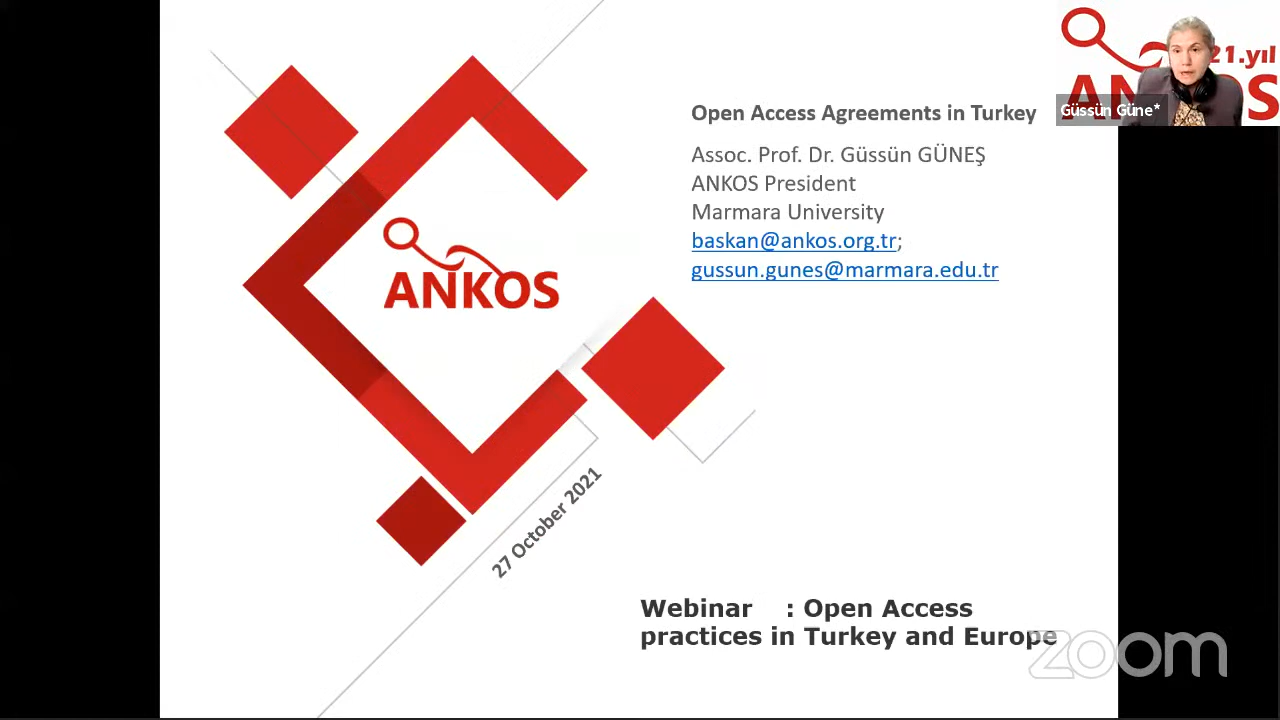 Open Access Agreements in Turkey
Assoc. Prof. Dr. Güssün GÜNEŞ
ANKOS President
Marmara University
baskan@ankos.org.tr;
gussun.gunes@marmara.edu.tr
ANKOS
27 October 2021
Webinar : Open Access
practices in Turkey and Europe
21.yıl
Güssün Güne*
zoom